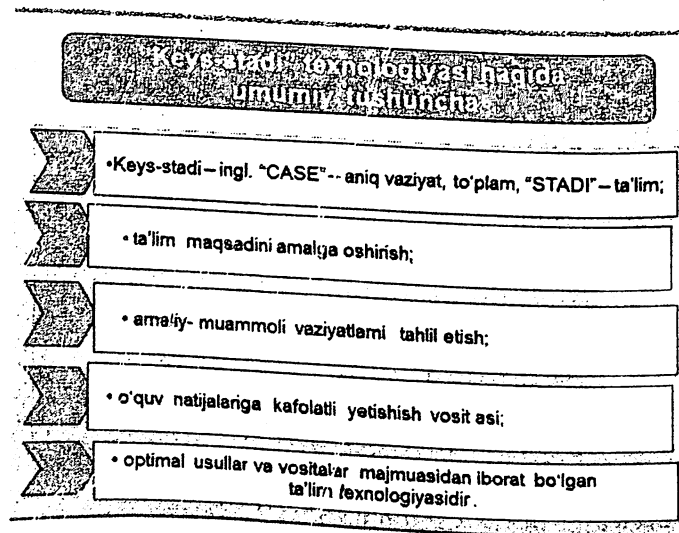 "Keys-stadi" texnologiyasi haqida
umumiy tushuncha
•Keys-stadi – ingl. "CASE"-- aniq vaziyat, to'plam, "STADI" – ta'lim;
• ta'lim maqsadini amalga oshirish;
• amaliy- muammoli vaziyatlarni tahlil etish;
• o'quv natijalariga kafolatli yetishish vosit asi;
• optimal usullar va vositalar majmuasidan iborat bo'lgan
ta'lim texnologiyasidir.